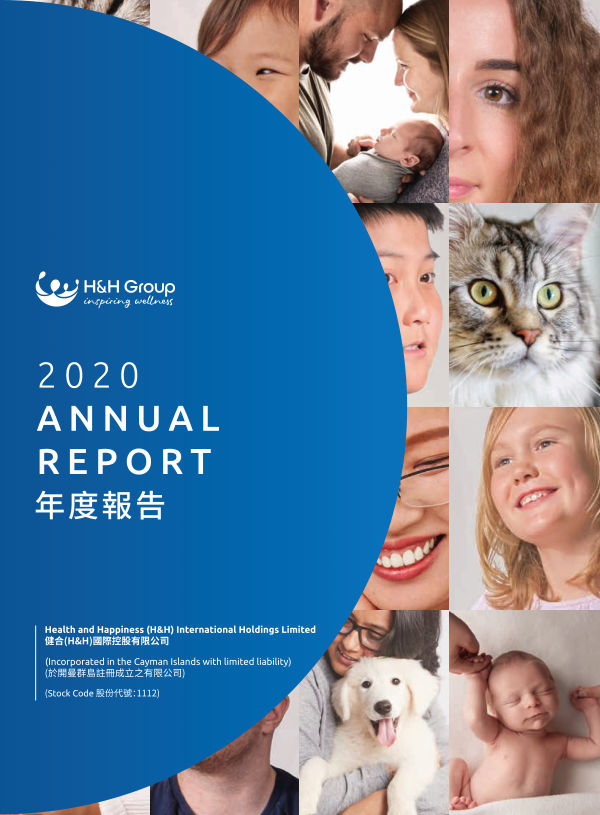 H&H Group
inspiring wellness
2020
ANNUAL
REPORT
年度報告
Health and Happiness (H&H) International Holdings Limited
健合(H&H)國際控股有限公司
(Incorporated in the Cayman Islands with limited liability)
(於開曼群島註冊成立之有限公司)
(Stock Code 股份代號：1112)